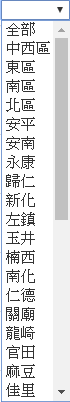 全部
中西區
東區
南區
北區
安平
安南
永康
歸仁
新化
左鎮
玉井
楠西
南化
仁德
關廟
龍崎
官田
麻豆
佳里